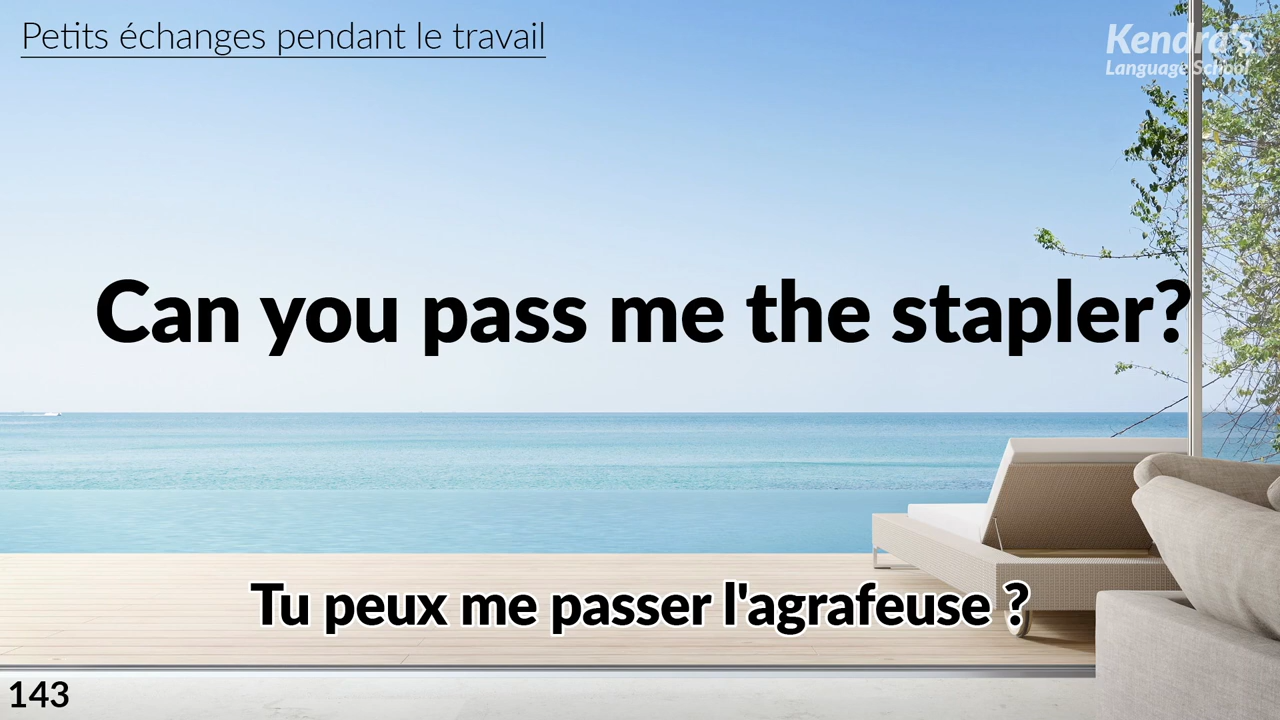 Petits échanges pendant le travail
Kendra's
Language School
Can you pass me the stapler?
Tu peux me passer l'agrafeuse ?
143